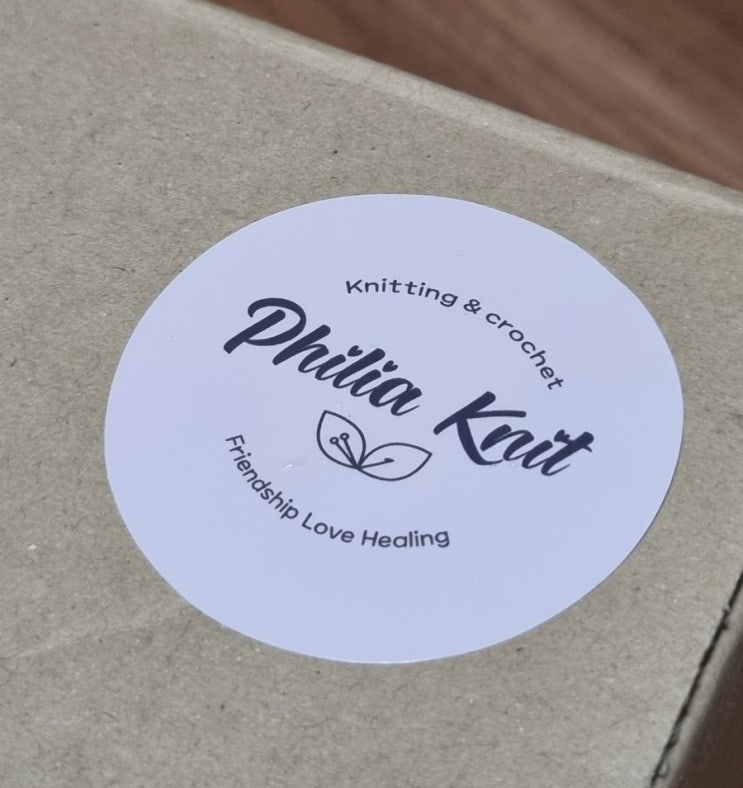 Knitting & crochet
Philia Knit
Friendship Love Healing